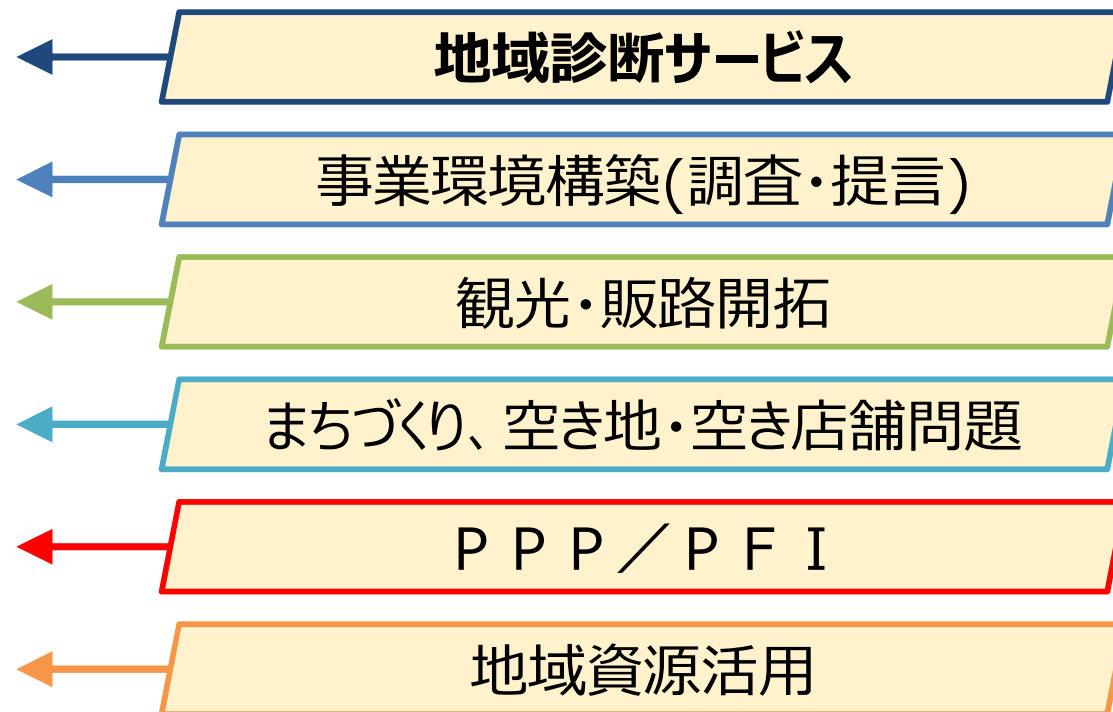 地域診断サービス
事業環境構築(調査・提言)
観光・販路開拓
まちづくり、空き地・空き店舗問題
ＰＰＰ／ＰＦＩ
地域資源活用